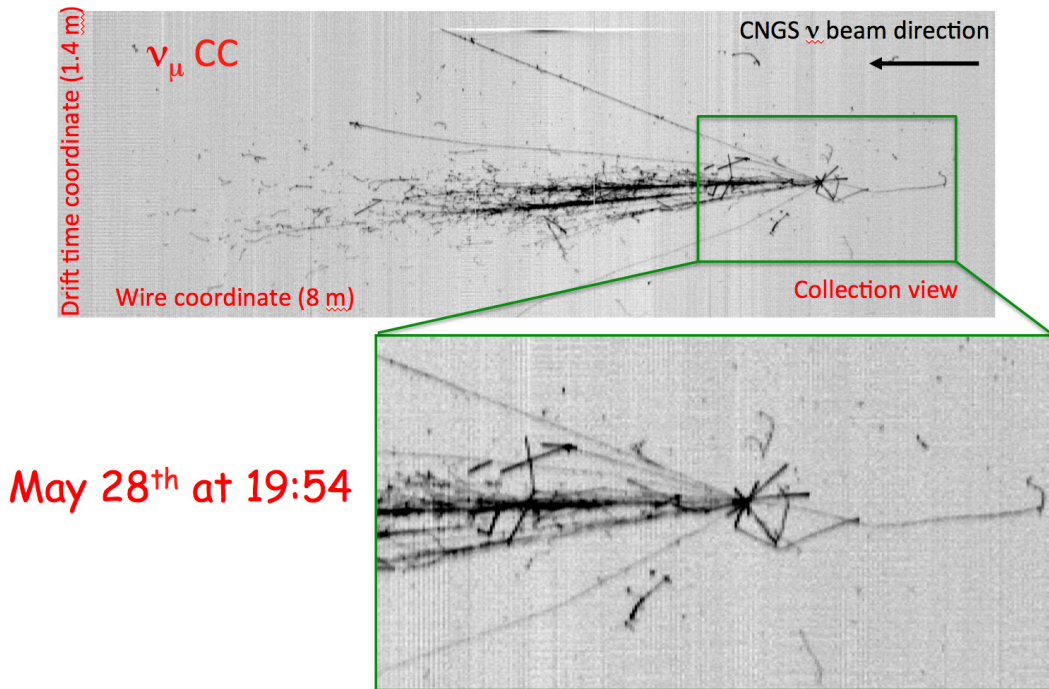 CNGS ν beam direction
νμ CC
Drift time coordinate (1.4 m)
Wire coordinate (8 m)
Collection view
May 28th at 19:54